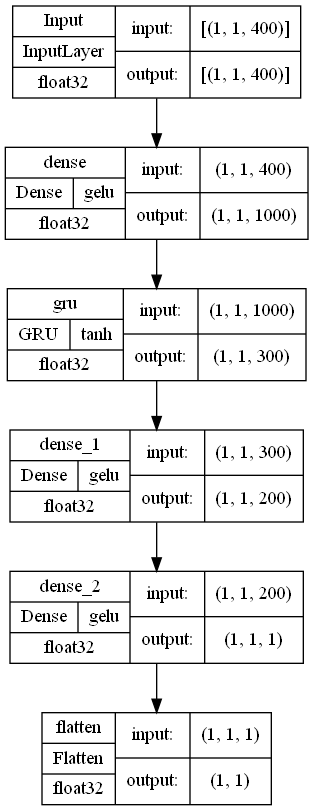 Input input: [(1, 1, 400)]
InputLayer
float32 output: [(1, 1, 400)]
dense input: (1, 1, 400)
Dense gelu
float32 output: (1, 1, 1000)
gru input: (1, 1, 1000)
GRU tanh
float32 output: (1, 1, 300)
dense_1 input: (1, 1, 300)
Dense gelu
float32 output: (1, 1, 200)
dense_2 input: (1, 1, 200)
Dense gelu
float32 output: (1, 1, 1)
flatten input: (1, 1, 1)
Flatten
float32 output: (1, 1)